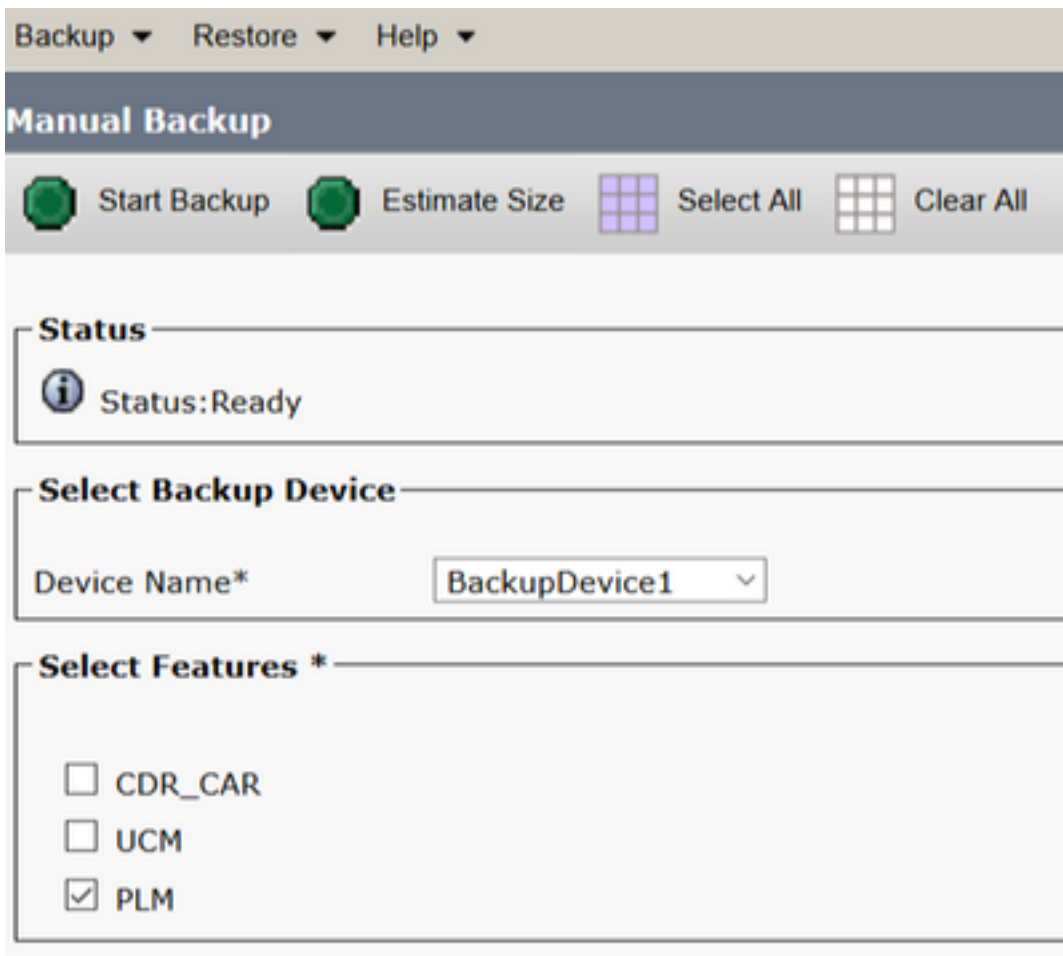 Backup Restore Help
Manual Backup
Start Backup Estimate Size Select All Clear All
Status
Status:Ready
Select Backup Device
Device Name* BackupDevice1
Select Features *
CDR_CAR
UCM
PLM